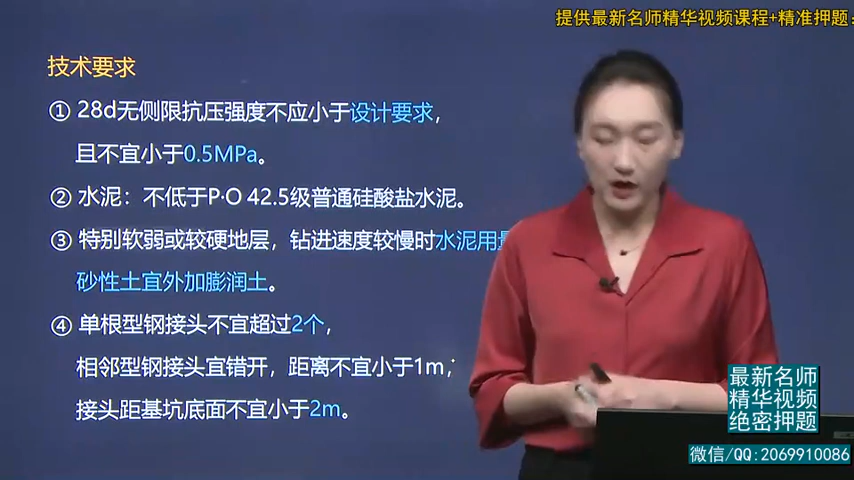 提供最新名师精华视频课程+精准押题
技术要求
① 28d无侧限抗压强度不应小于设计要求，
且不宜小于0.5MPa。
② 水泥：不低于P·O 42.5级普通硅酸盐水泥。
③ 特别软弱或较硬地层，钻进速度较慢时水泥用
砂性土宜外加膨润土。
④ 单根型钢接头不宜超过2个，
相邻型钢接头宜错开，距离不宜小于1m；
接头距基坑底面不宜小于2m。
最新名师
精华视频
绝密押题
微信/QQ:2069910086